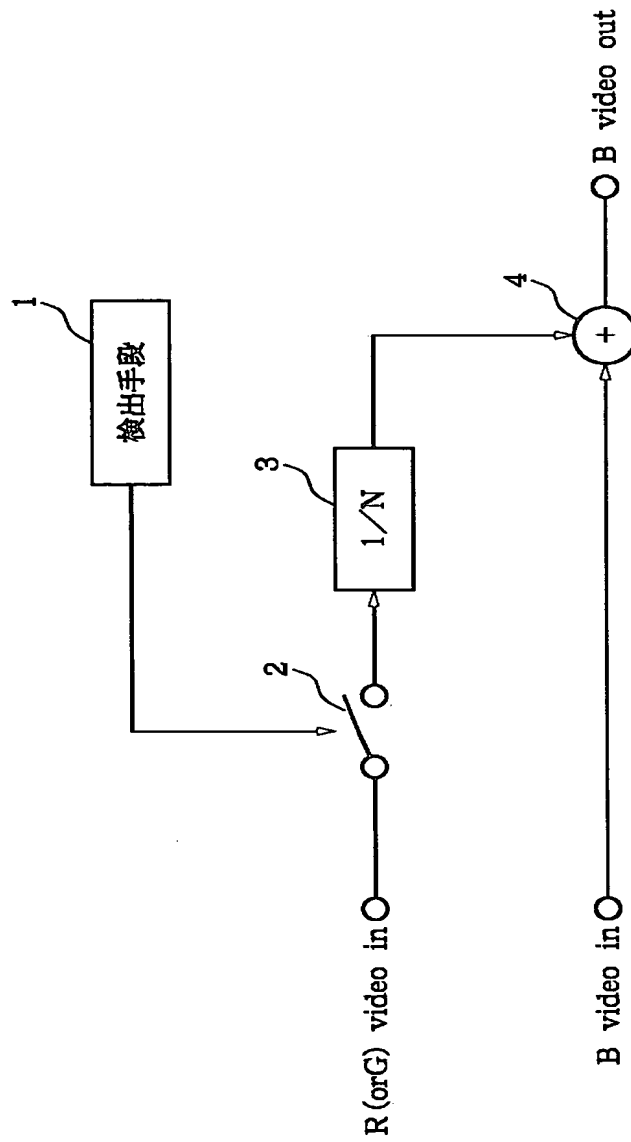 1
検出手段
2
3
1/N
R(orG) video in
4
+
B video out
B video in